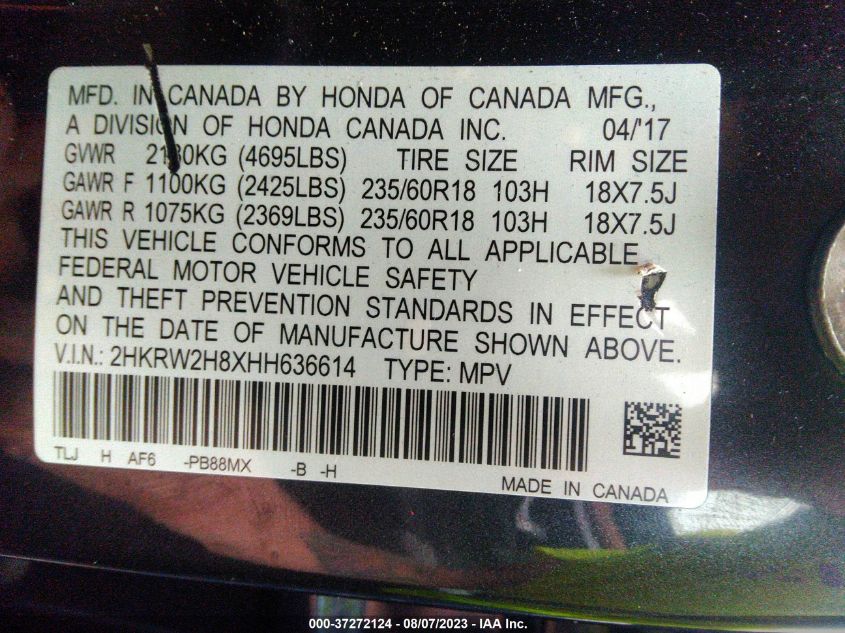 MFD. IN CANADA BY HONDA OF CANADA MFG.,
A DIVISION OF HONDA CANADA INC. 04/'17
GVWR (4695LBS) TIRE SIZE RIM SIZE
GAWR F 1100KG (2425LBS) 235/60R18 103H 18X7.5J
GAWR R 1075KG (2369LBS) 235/60R18 103H 18X7.5J
THIS VEHICLE CONFORMS TO ALL APPLICABLE
FEDERAL MOTOR VEHICLE SAFETY
AND THEFT PREVENTION STANDARDS IN EFFECT
ON THE DATE OF MANUFACTURE SHOWN ABOVE.
V.I.N.: 2HKRW2H8XHH636614 TYPE: MPV
TLJ H AF6 -PB88MX -B -H
MADE IN CANADA
000-37272124 - 08/07/2023 - IAA Inc.